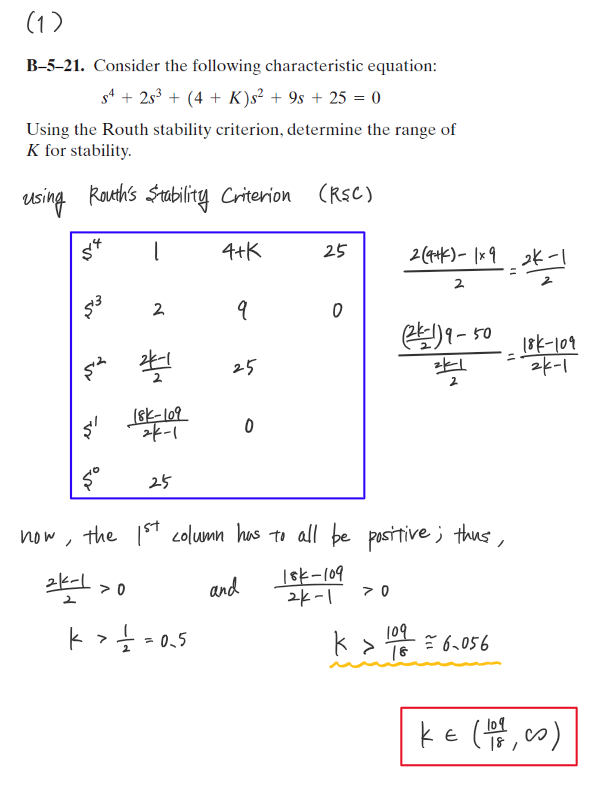 (1)
B–5–21. Consider the following characteristic equation:
s⁴ + 2s³ + (4 + K)s² + 9s + 25 = 0
Using the Routh stability criterion, determine the range of
K for stability.
using Routh's Stability Criterion (RSC)
s⁴ 1 4+K 25
s³ 2 9 0
s² (2k-1)/2 25
s¹ (18k-109)/(2k-1) 0
s⁰ 25
(2(4+k) - 1×9)/2 = (2k-1)/2
(((2k-1)/2)9 - 50)/((2k-1)/2) = (18k-109)/(2k-1)
now, the 1st column has to all be positive; thus,
(2k-1)/2 > 0 and (18k-109)/(2k-1) > 0
k > 1/2 = 0.5 k > 109/18 ≅ 6.056
k ∈ (109/18, ∞)